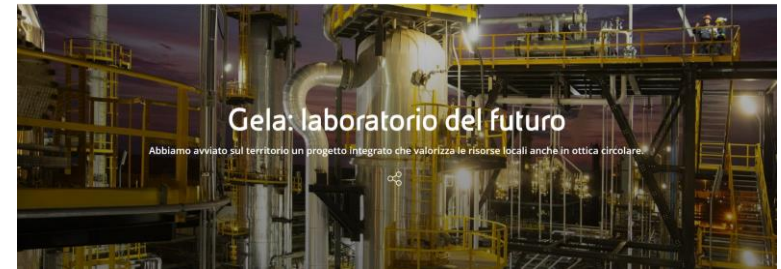 Gela: laboratorio del futuro
Abbiamo avviato sul territorio un progetto integrato che valorizza le risorse locali anche in ottica circolare.